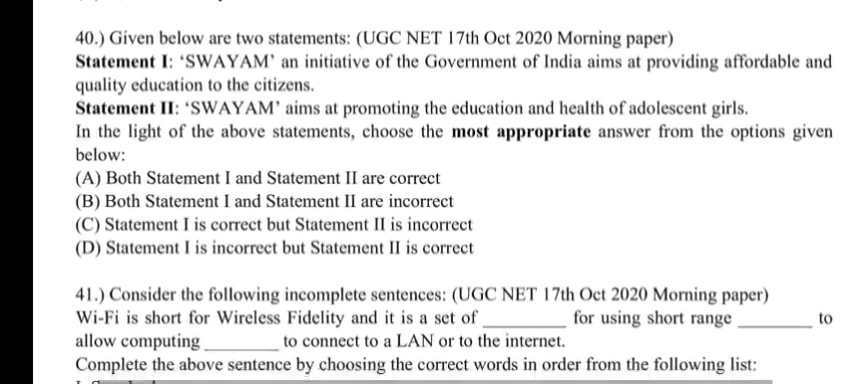 40.) Given below are two statements: (UGC NET 17th Oct 2020 Morning paper)
Statement I: ‘SWAYAM’ an initiative of the Government of India aims at providing affordable and
quality education to the citizens.
Statement II: ‘SWAYAM’ aims at promoting the education and health of adolescent girls.
In the light of the above statements, choose the most appropriate answer from the options given
below:
(A) Both Statement I and Statement II are correct
(B) Both Statement I and Statement II are incorrect
(C) Statement I is correct but Statement II is incorrect
(D) Statement I is incorrect but Statement II is correct
41.) Consider the following incomplete sentences: (UGC NET 17th Oct 2020 Morning paper)
Wi-Fi is short for Wireless Fidelity and it is a set of _________ for using short range _________ to
allow computing _________ to connect to a LAN or to the internet.
Complete the above sentence by choosing the correct words in order from the following list: